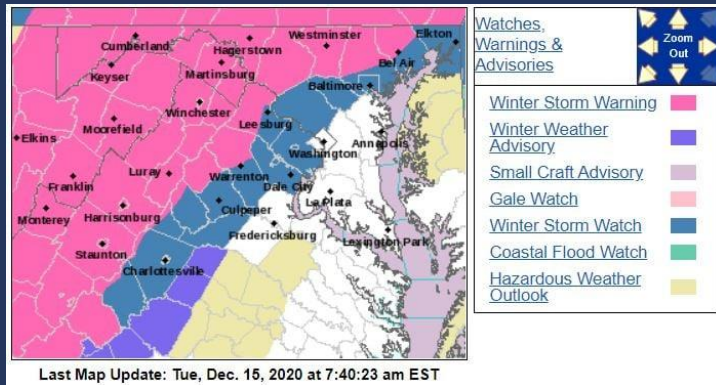 Westminster
Elkton
Cumberland
Hagerstown
Bel Air
Keyser
Martinsburg
Baltimore
Winchester
Moorefield
Leesburg
Elkins
Annapolis
Washington
Luray
Warrenton
Franklin
Dale City
La Plata
Culpeper
Monterey
Harrisonburg
Fredericksburg
Lexington Park
Staunton
Charlottesville
Last Map Update: Tue, Dec. 15, 2020 at 7:40:23 am EST
Watches,
Warnings &
Advisories
Zoom
Out
Winter Storm Warning
Winter Weather
Advisory
Small Craft Advisory
Gale Watch
Winter Storm Watch
Coastal Flood Watch
Hazardous Weather
Outlook